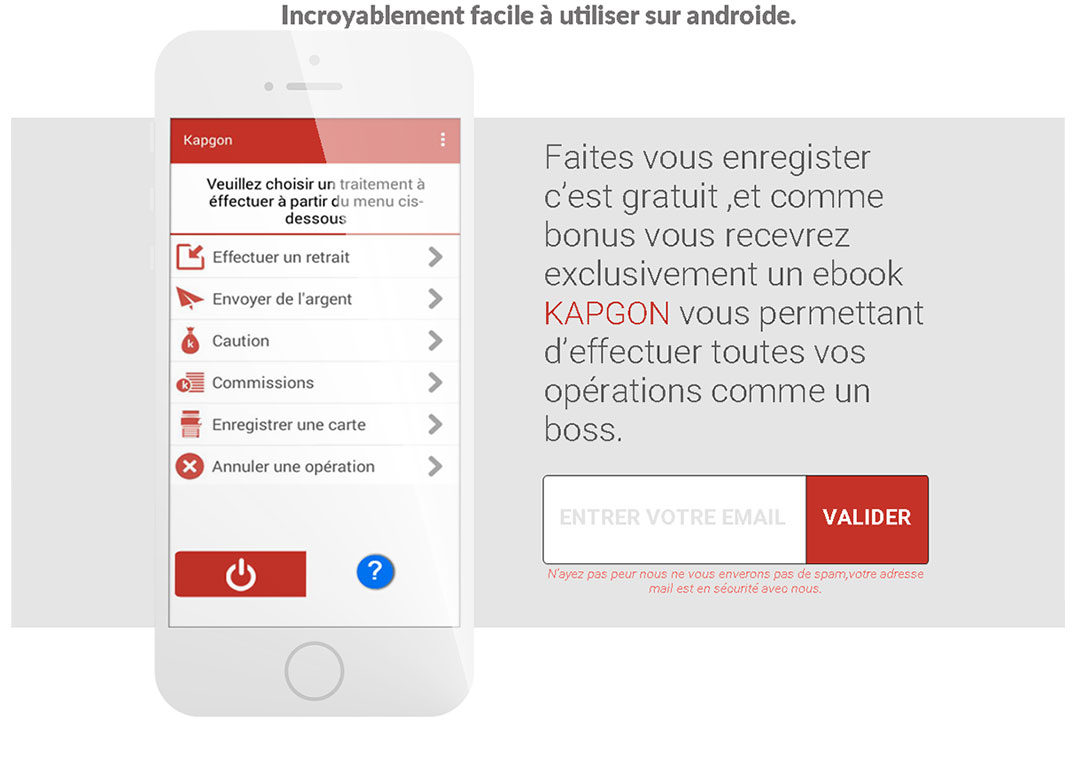 Incroyablement facile à utiliser sur androide.
Kapgon
Veuillez choisir un traitement à
éffectuer à partir du menu cis-
dessous
Effectuer un retrait
Envoyer de l'argent
Caution
Commissions
Enregistrer une carte
Annuler une opération
?
Faites vous enregister
c’est gratuit ,et comme
bonus vous recevrez
exclusivement un ebook
KAPGON vous permettant
d’effectuer toutes vos
opérations comme un
boss.
ENTRER VOTRE EMAIL
VALIDER
N'ayez pas peur nous ne vous enverons pas de spam,votre adresse
mail est en sécurité avec nous.